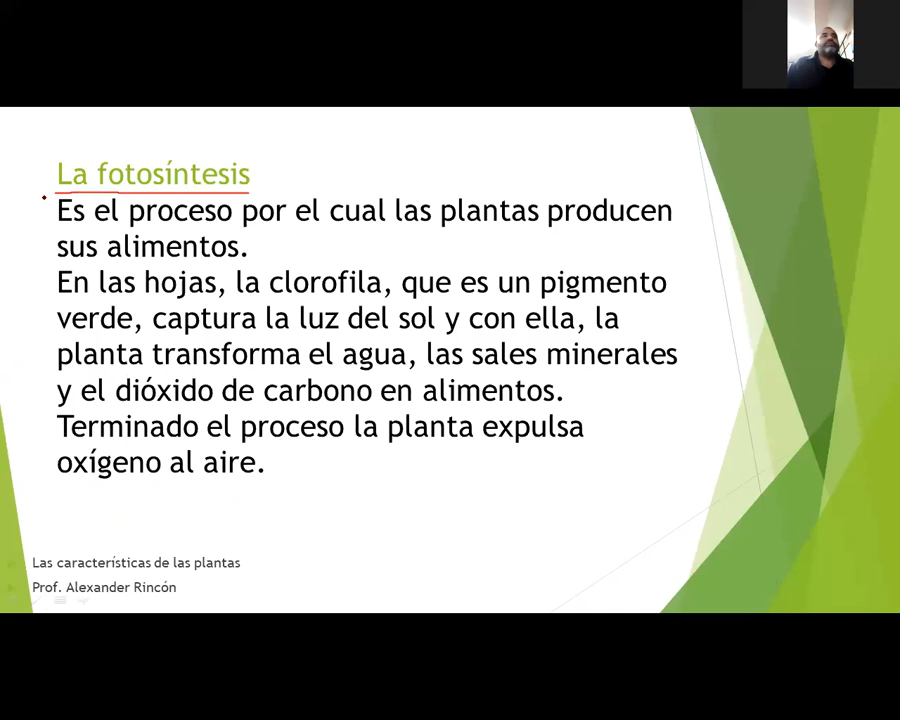 La fotosíntesis
Es el proceso por el cual las plantas producen
sus alimentos.
En las hojas, la clorofila, que es un pigmento
verde, captura la luz del sol y con ella, la
planta transforma el agua, las sales minerales
y el dióxido de carbono en alimentos.
Terminado el proceso la planta expulsa
oxígeno al aire.
Las características de las plantas
Prof. Alexander Rincón